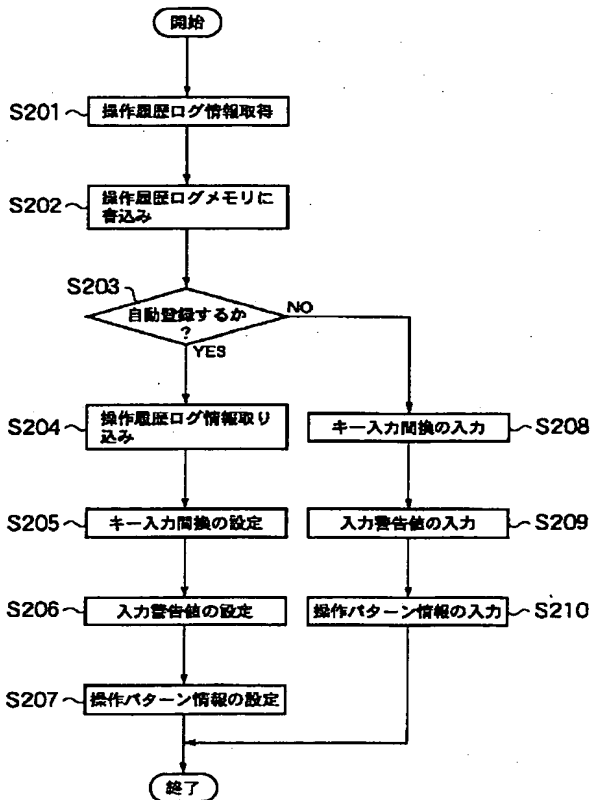 開始
S201
操作履歴ログ情報取得
S202
操作履歴ログメモリに
書込み
S203
自動登録するか
?
NO
YES
S204
操作履歴ログ情報取り
込み
キー入力間換の入力
S208
S205
キー入力間換の設定
入力警告値の入力
S209
S206
入力警告値の設定
操作パターン情報の入力
S210
S207
操作パターン情報の設定
終了